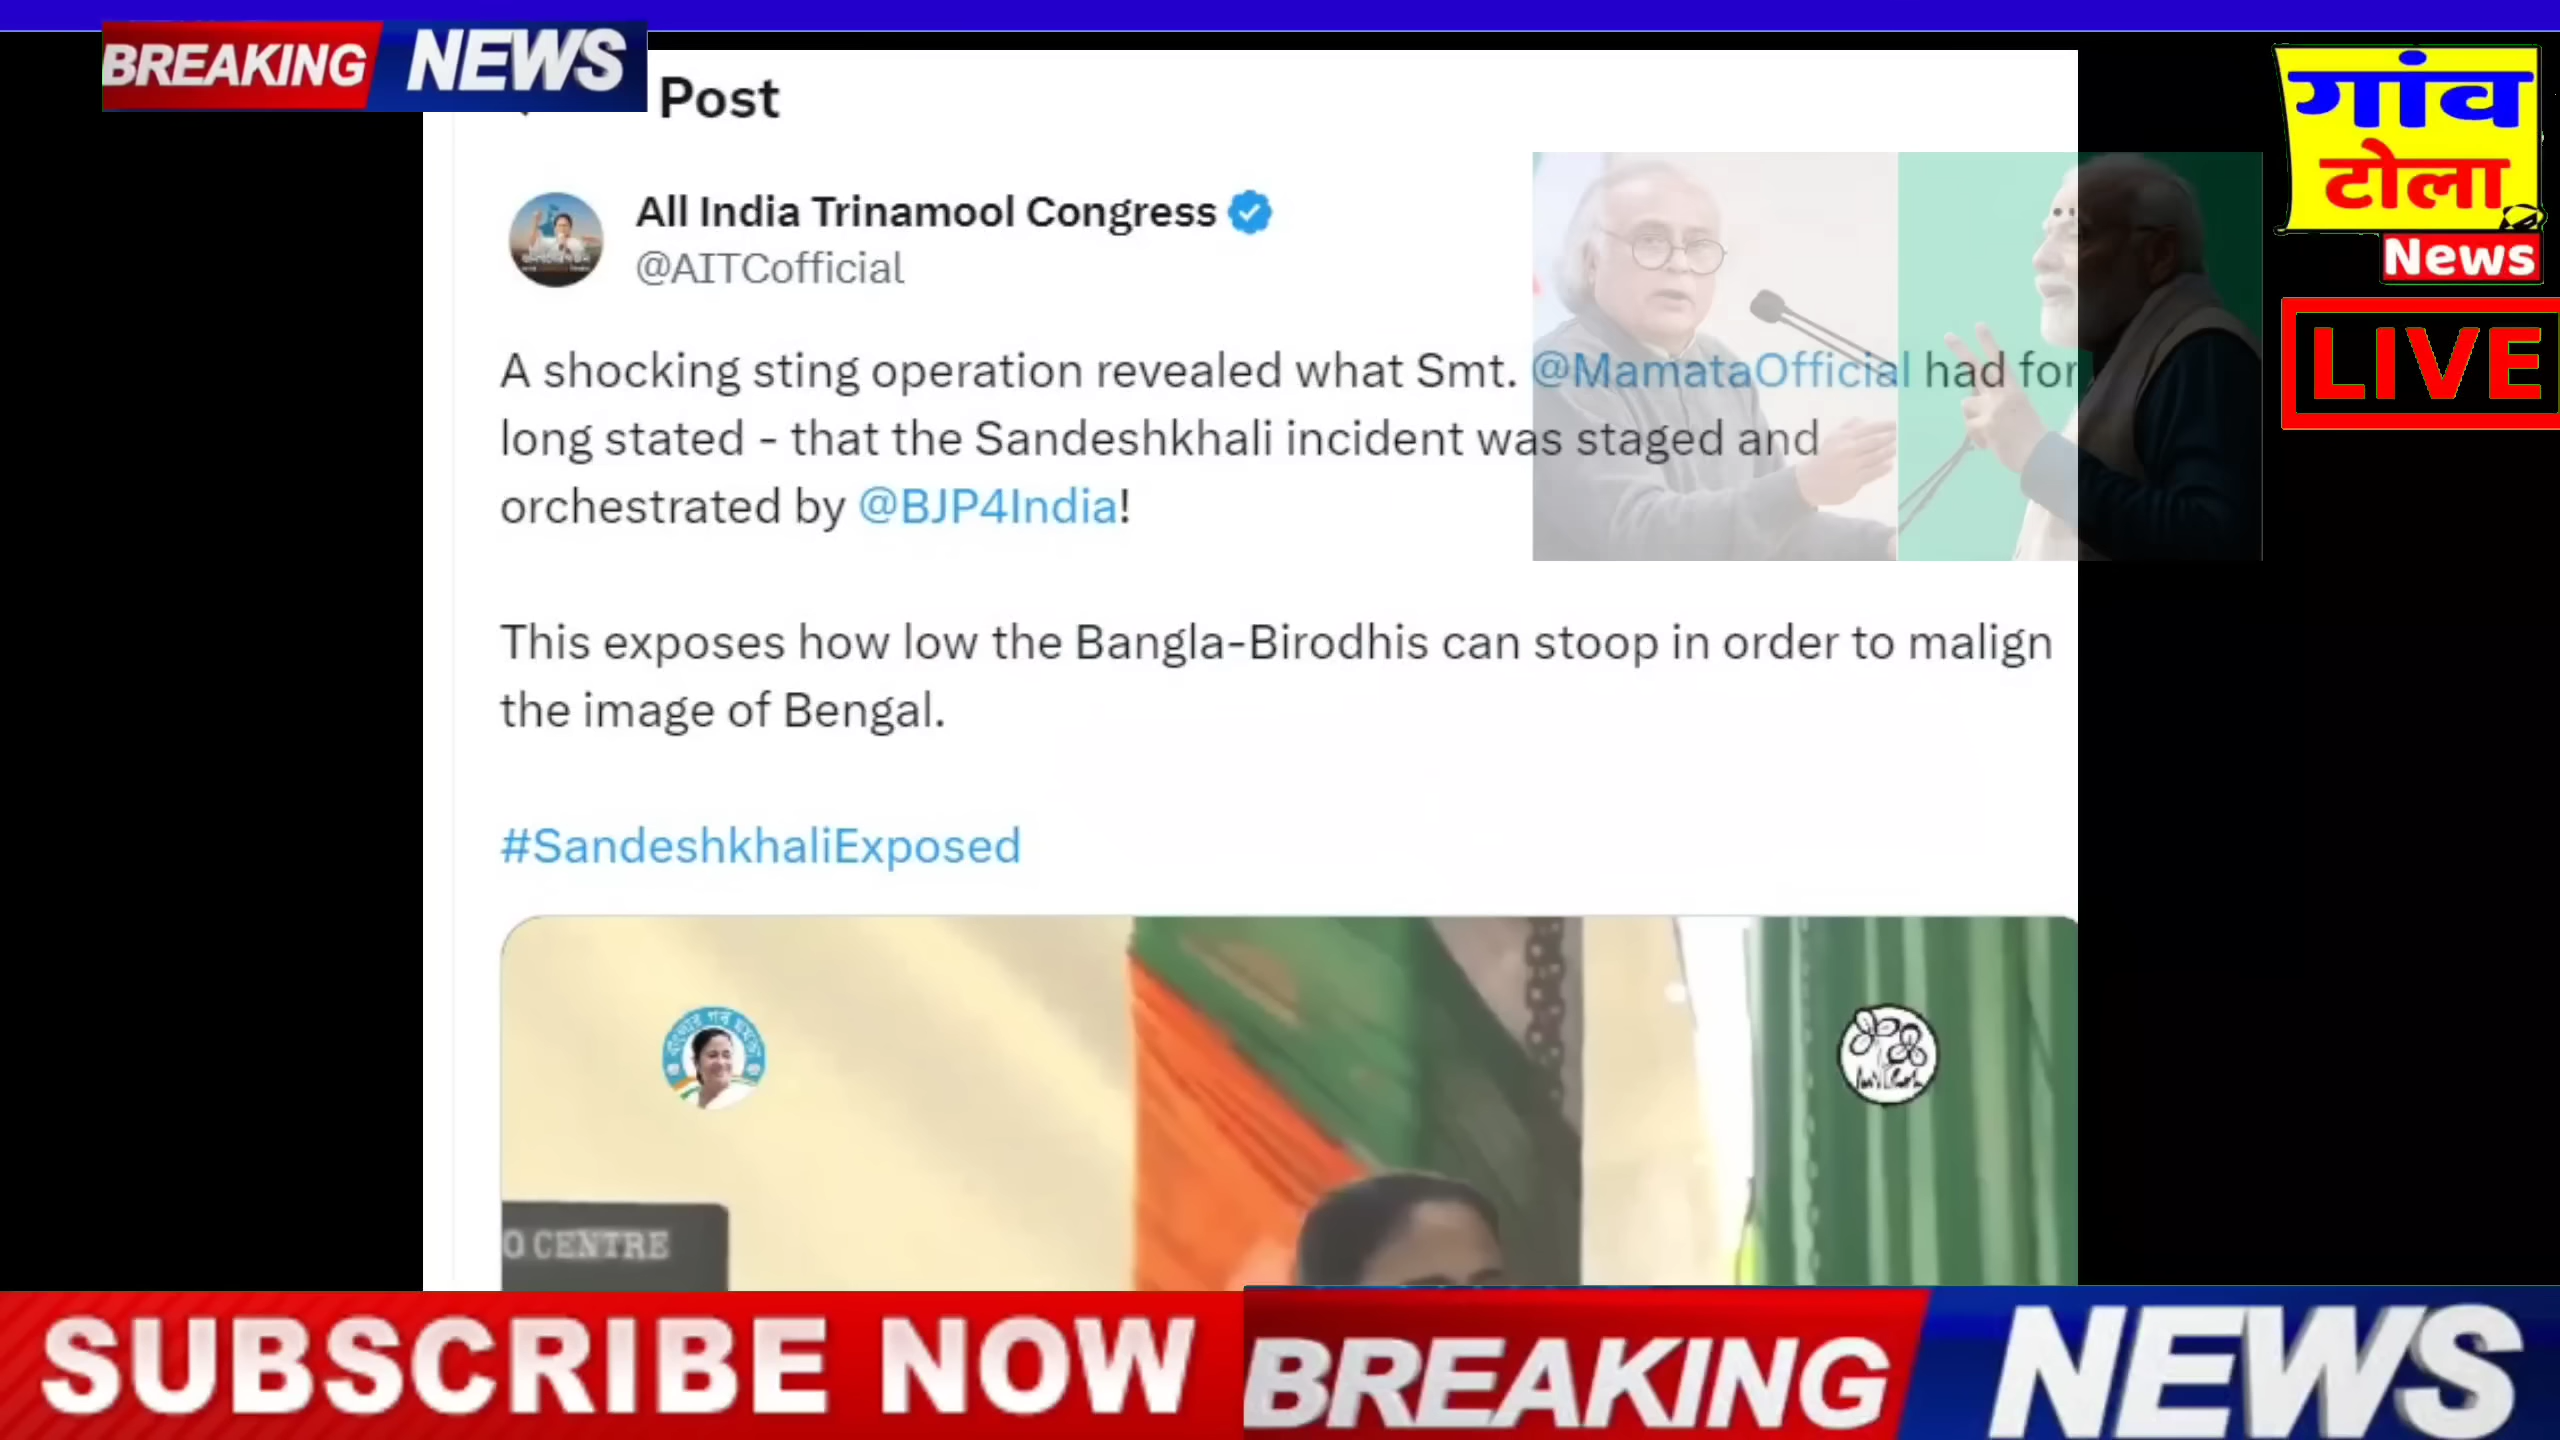 BREAKING NEWS
Post
गांव
टोला
News
LIVE
All India Trinamool Congress
@AITCofficial
A shocking sting operation revealed what Smt. @MamataOfficial had for
long stated - that the Sandeshkhali incident was staged and
orchestrated by @BJP4India!
This exposes how low the Bangla-Birodhis can stoop in order to malign
the image of Bengal.
#SandeshkhaliExposed
O CENTRE
SUBSCRIBE NOW
BREAKING NEWS